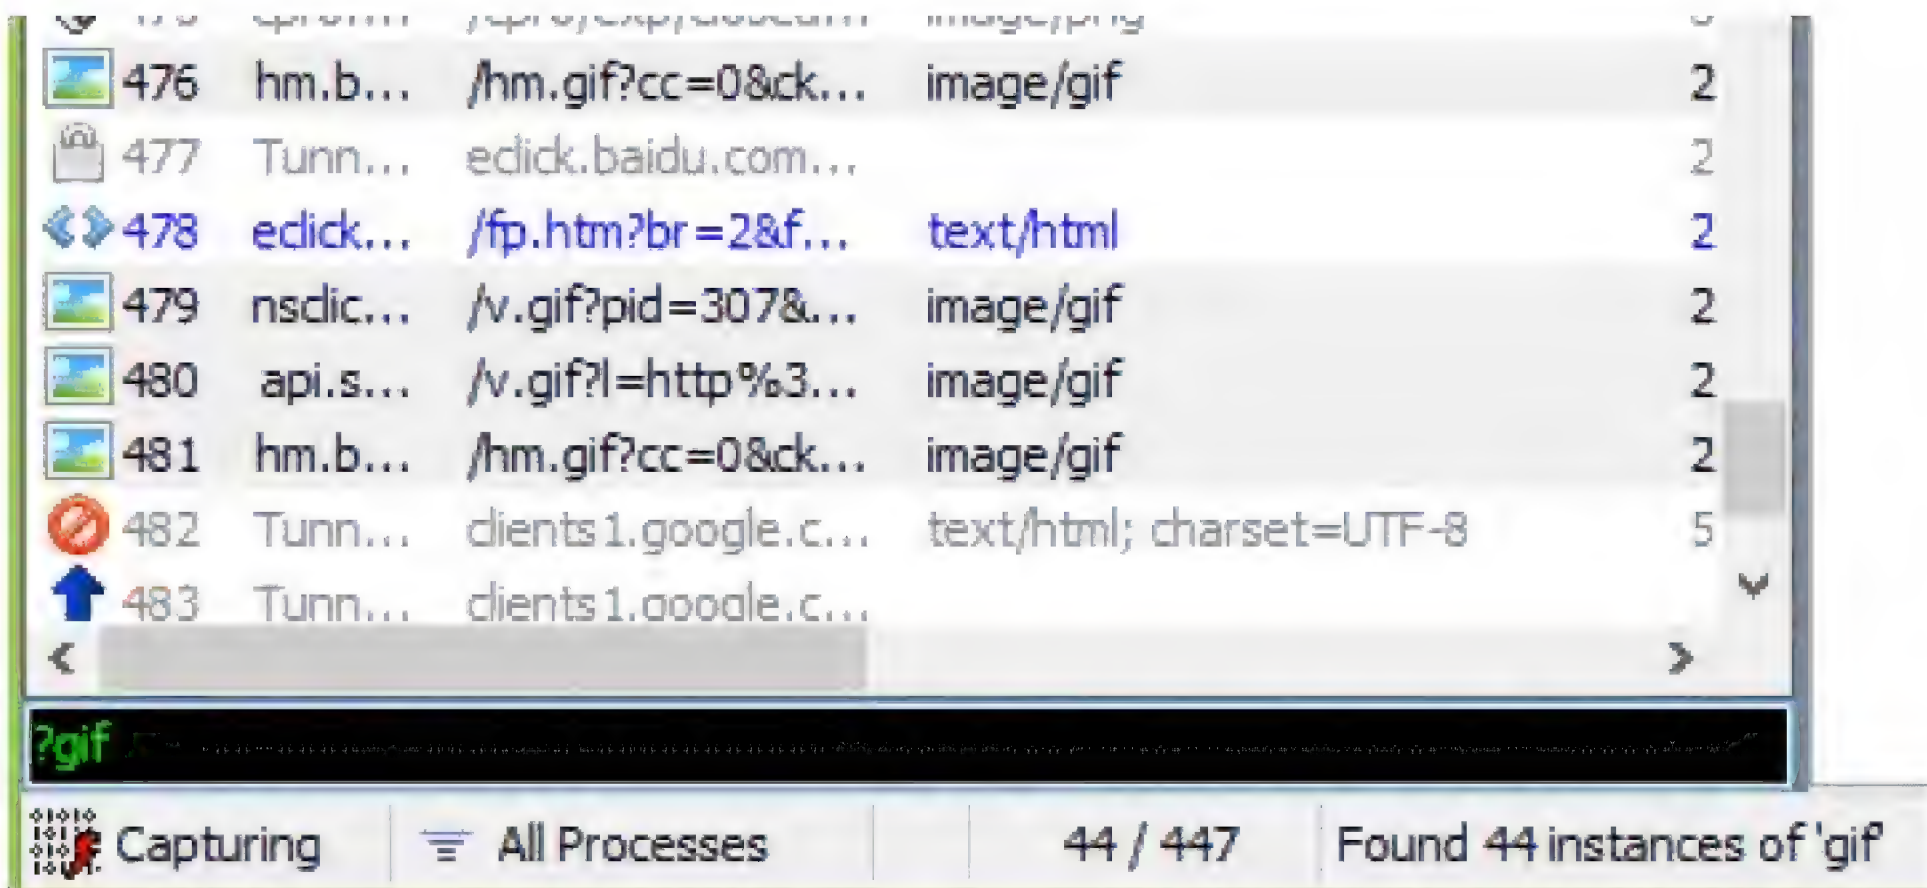 476 hm.b... /hm.gif?cc=0&ck... image/gif 2
477 Tunn... eclick.baidu.com... 2
478 eclick... /fp.htm?br=2&f... text/html 2
479 nsclic... /v.gif?pid=307&... image/gif 2
480 api.s... /v.gif?l=http%3... image/gif 2
481 hm.b... /hm.gif?cc=0&ck... image/gif 2
482 Tunn... clients1.google.c... text/html; charset=UTF-8 5
483 Tunn... clients1.google.c...
?gif
Capturing All Processes 44 / 447 Found 44 instances of 'gif'